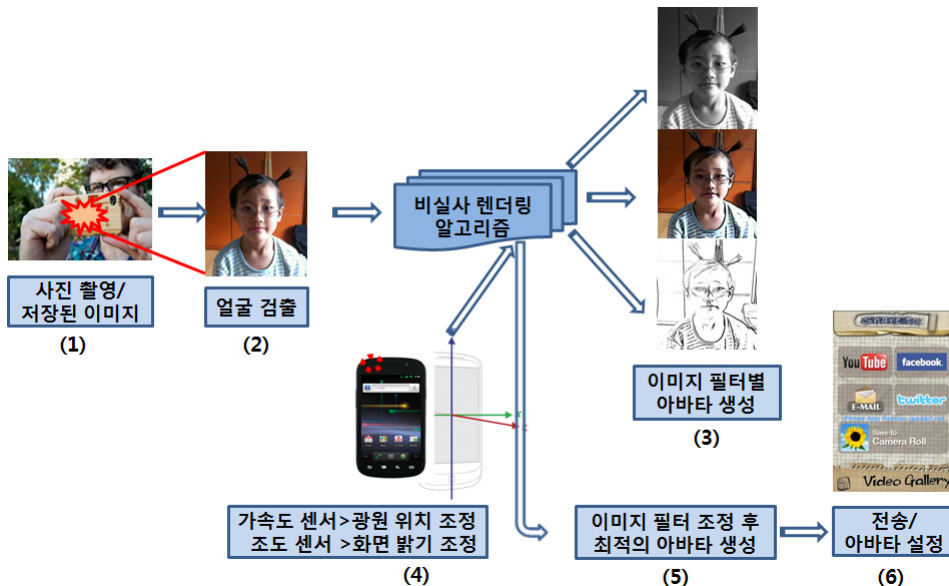 비실사 렌더링
알고리즘
사진 촬영/
저장된 이미지
(1)
얼굴 검출
(2)
이미지 필터별
아바타 생성
(3)
가속도 센서>광원 위치 조정
조도 센서 >화면 밝기 조정
(4)
이미지 필터 조정 후
최적의 아바타 생성
(5)
YouTube
facebook
E-MAIL
twitter
Save to
Camera Roll
Video Gallery
전송/
아바타 설정
(6)